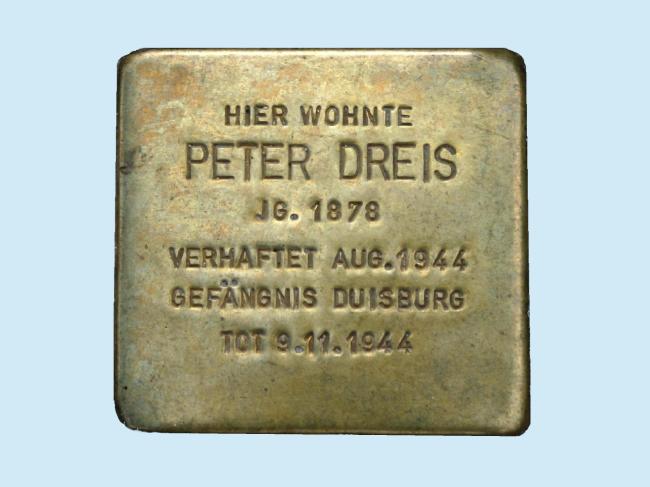 HIER WOHNTE
PETER DREIS
JG. 1878
VERHAFTET AUG. 1944
GEFÄNGNIS DUISBURG
TOT 9.11.1944